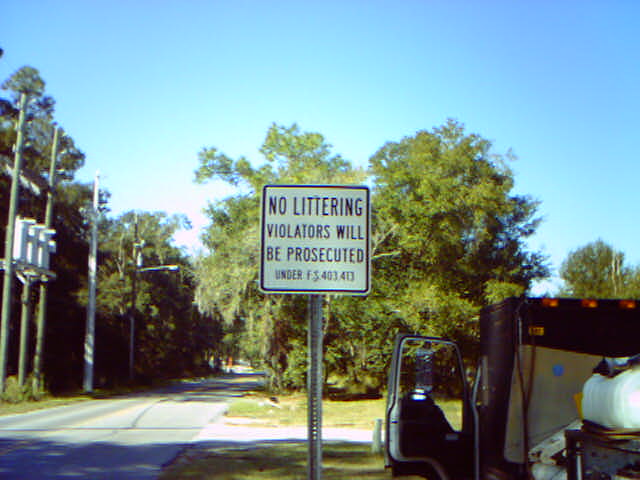 NO LITTERING
VIOLATORS WILL
BE PROSECUTED
UNDER F.S. 403.413